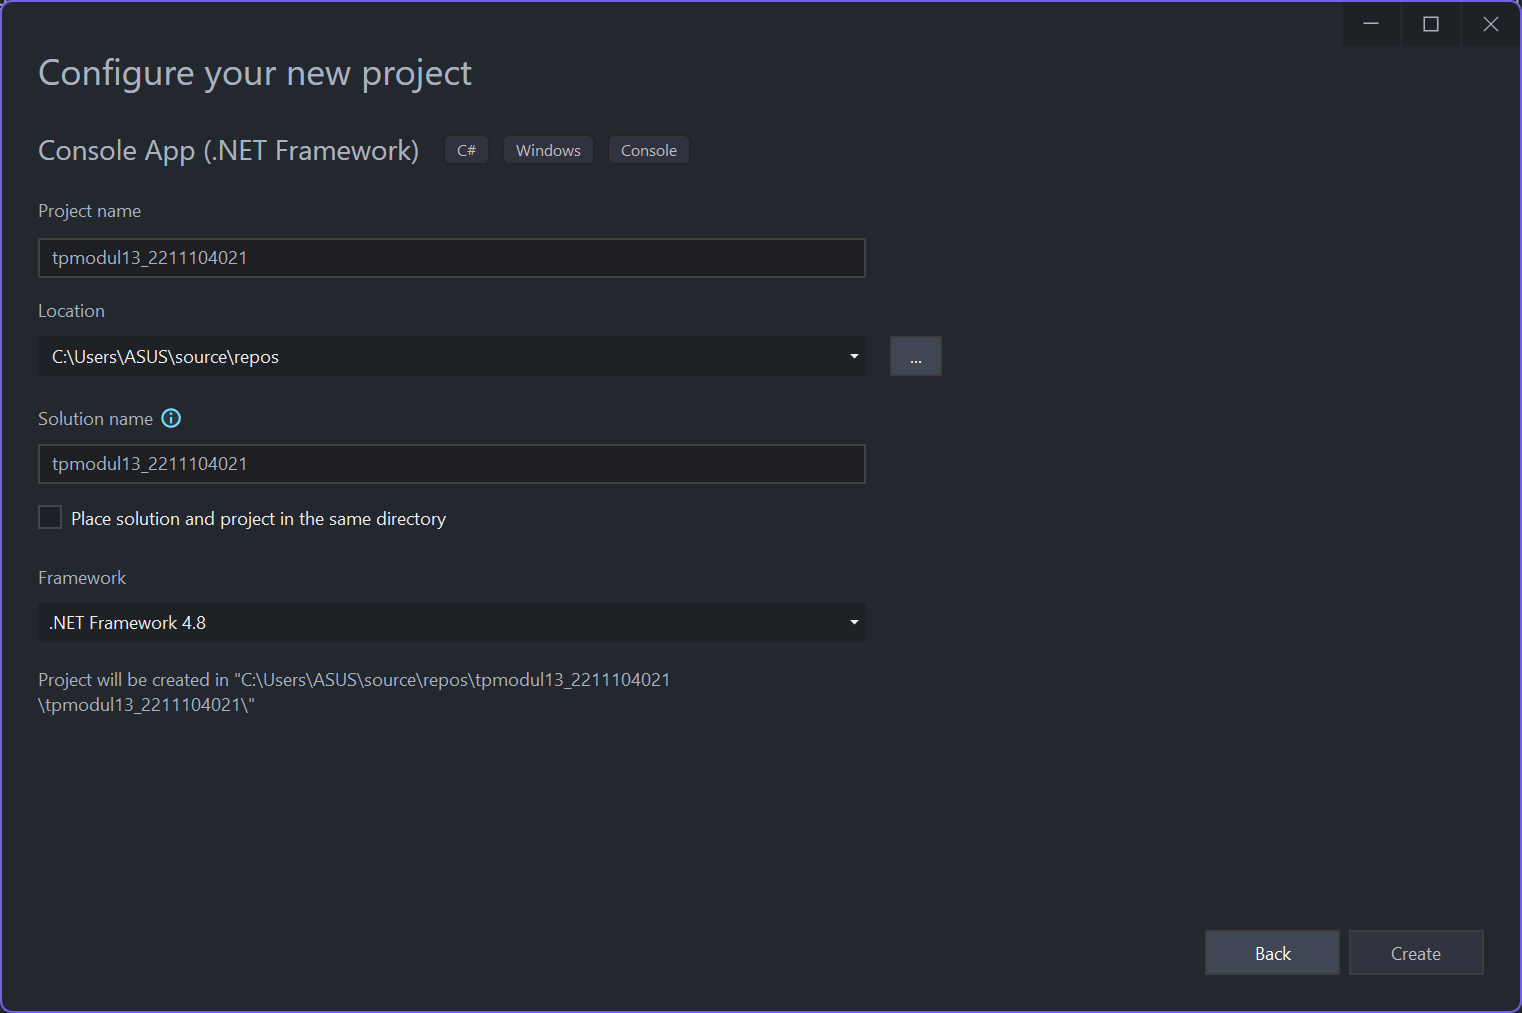 Configure your new project
Console App (.NET Framework) C# Windows Console
Project name
tpmodul13_2211104021
Location
C:\Users\ASUS\source\repos ...
Solution name
tpmodul13_2211104021
Place solution and project in the same directory
Framework
.NET Framework 4.8
Project will be created in "C:\Users\ASUS\source\repos\tpmodul13_2211104021
\tpmodul13_2211104021\"
Back Create